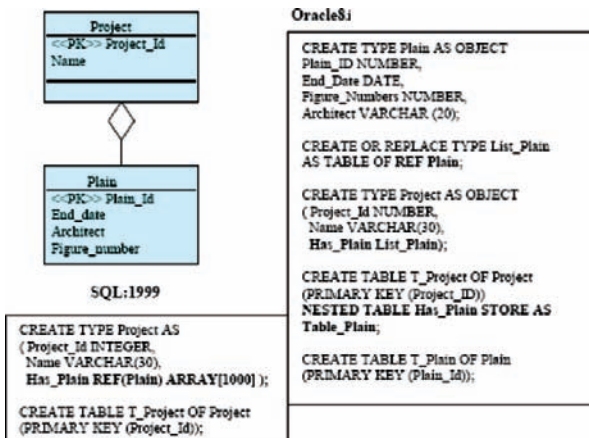 Project
<<PK>> Project_Id
Name
Plain
<<PK>> Plain_Id
End_date
Architect
Figure_number
SQL:1999
CREATE TYPE Project AS
( Project_Id INTEGER,
Name VARCHAR(30),
Has_Plain REF(Plain) ARRAY[1000] );
CREATE TABLE T_Project OF Project
(PRIMARY KEY (Project_Id));
Oracle8i
CREATE TYPE Plain AS OBJECT
Plain_ID NUMBER,
End_Date DATE,
Figure_Numbers NUMBER,
Architect VARCHAR (20);
CREATE OR REPLACE TYPE List_Plain
AS TABLE OF REF Plain;
CREATE TYPE Project AS OBJECT
( Project_Id NUMBER,
Name VARCHAR(30),
Has_Plain List_Plain);
CREATE TABLE T_Project OF Project
(PRIMARY KEY (Project_ID))
NESTED TABLE Has_Plain STORE AS
Table_Plain;
CREATE TABLE T_Plain OF Plain
(PRIMARY KEY (Plain_Id));